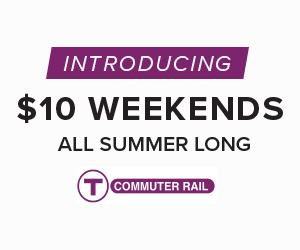 INTRODUCING
$10 WEEKENDS
ALL SUMMER LONG
T COMMUTER RAIL